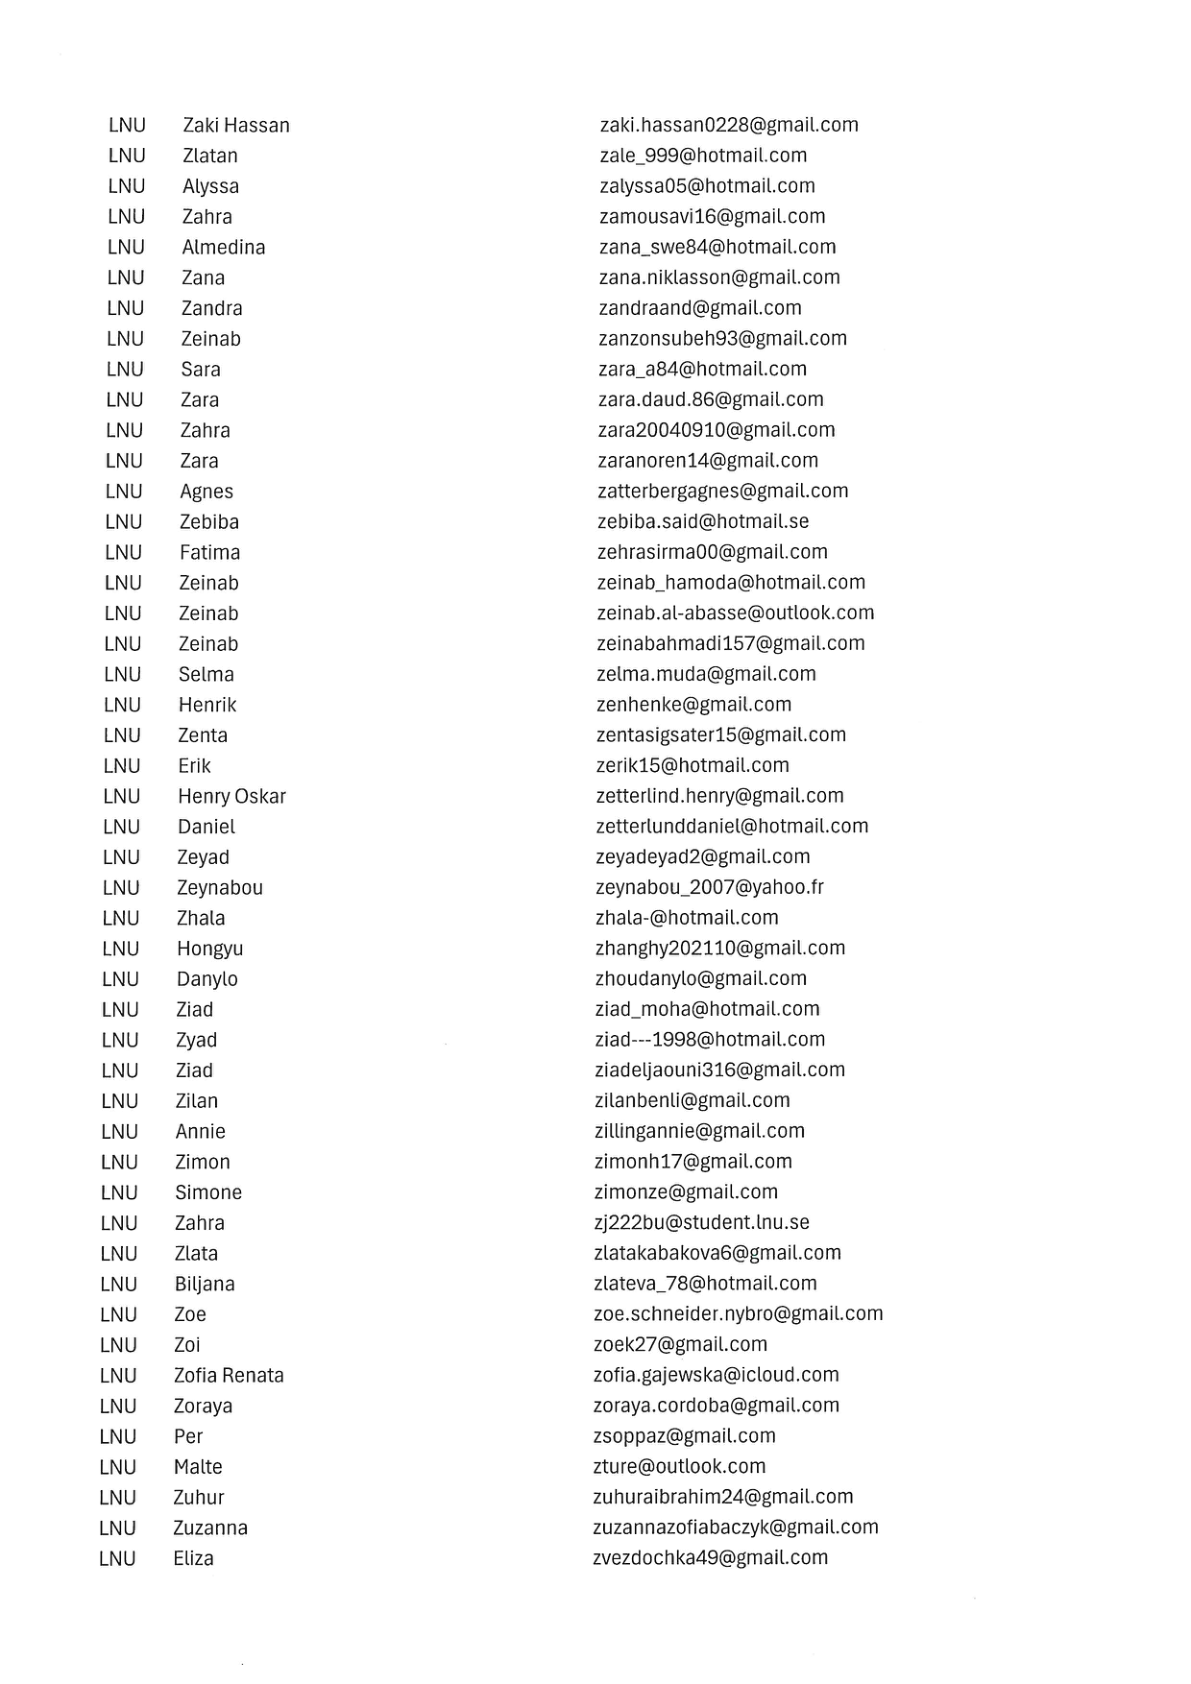 LNU Zaki Hassan zaki.hassan0228@gmail.com
LNU Zlatan zale_999@hotmail.com
LNU Alyssa zalyssa05@hotmail.com
LNU Zahra zamousavi16@gmail.com
LNU Almedina zana_swe84@hotmail.com
LNU Zana zana.niklasson@gmail.com
LNU Zandra zandraand@gmail.com
LNU Zeinab zanzonsubeh93@gmail.com
LNU Sara zara_a84@hotmail.com
LNU Zara zara.daud.86@gmail.com
LNU Zahra zara20040910@gmail.com
LNU Zara zaranoren14@gmail.com
LNU Agnes zatterbergagnes@gmail.com
LNU Zebiba zebiba.said@hotmail.se
LNU Fatima zehrasirma00@gmail.com
LNU Zeinab zeinab_hamoda@hotmail.com
LNU Zeinab zeinab.al-abasse@outlook.com
LNU Zeinab zeinabahmadi157@gmail.com
LNU Selma zelma.muda@gmail.com
LNU Henrik zenhenke@gmail.com
LNU Zenta zentasigsater15@gmail.com
LNU Erik zerik15@hotmail.com
LNU Henry Oskar zetterlind.henry@gmail.com
LNU Daniel zetterlunddaniel@hotmail.com
LNU Zeyad zeyadeyad2@gmail.com
LNU Zeynabou zeynabou_2007@yahoo.fr
LNU Zhala zhala-@hotmail.com
LNU Hongyu zhanghy202110@gmail.com
LNU Danylo zhoudanylo@gmail.com
LNU Ziad ziad_moha@hotmail.com
LNU Zyad ziad---1998@hotmail.com
LNU Ziad ziadeljaouni316@gmail.com
LNU Zilan zilanbenli@gmail.com
LNU Annie zillingannie@gmail.com
LNU Zimon zimonh17@gmail.com
LNU Simone zimonze@gmail.com
LNU Zahra zj222bu@student.lnu.se
LNU Zlata zlatakabakova6@gmail.com
LNU Biljana zlateva_78@hotmail.com
LNU Zoe zoe.schneider.nybro@gmail.com
LNU Zoi zoek27@gmail.com
LNU Zofia Renata zofia.gajewska@icloud.com
LNU Zoraya zoraya.cordoba@gmail.com
LNU Per zsoppaz@gmail.com
LNU Malte zture@outlook.com
LNU Zuhur zuhuraibrahim24@gmail.com
LNU Zuzanna zuzannazofiabaczyk@gmail.com
LNU Eliza zvezdochka49@gmail.com